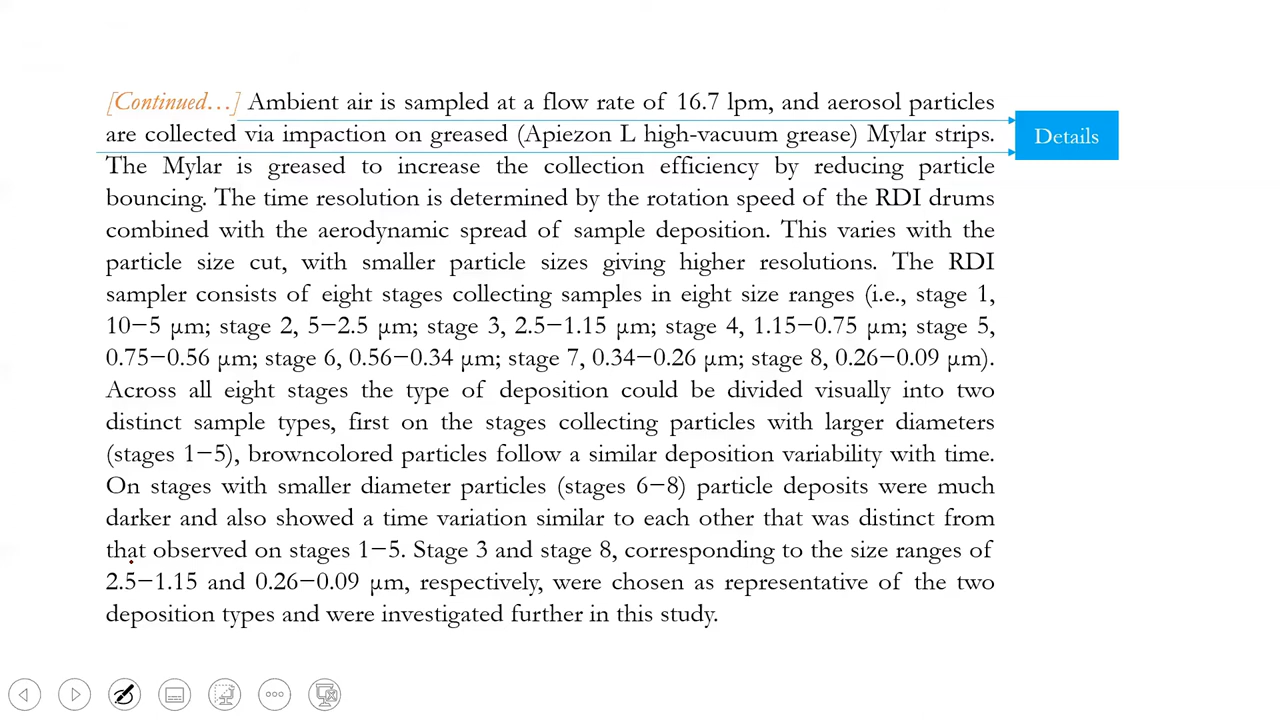 [Continued…] Ambient air is sampled at a flow rate of 16.7 lpm, and aerosol particles
are collected via impaction on greased (Apiezon L high-vacuum grease) Mylar strips.
Details
The Mylar is greased to increase the collection efficiency by reducing particle
bouncing. The time resolution is determined by the rotation speed of the RDI drums
combined with the aerodynamic spread of sample deposition. This varies with the
particle size cut, with smaller particle sizes giving higher resolutions. The RDI
sampler consists of eight stages collecting samples in eight size ranges (i.e., stage 1,
10−5 μm; stage 2, 5−2.5 μm; stage 3, 2.5−1.15 μm; stage 4, 1.15−0.75 μm; stage 5,
0.75−0.56 μm; stage 6, 0.56−0.34 μm; stage 7, 0.34−0.26 μm; stage 8, 0.26−0.09 μm).
Across all eight stages the type of deposition could be divided visually into two
distinct sample types, first on the stages collecting particles with larger diameters
(stages 1−5), browncolored particles follow a similar deposition variability with time.
On stages with smaller diameter particles (stages 6−8) particle deposits were much
darker and also showed a time variation similar to each other that was distinct from
that observed on stages 1−5. Stage 3 and stage 8, corresponding to the size ranges of
2.5−1.15 and 0.26−0.09 μm, respectively, were chosen as representative of the two
deposition types and were investigated further in this study.